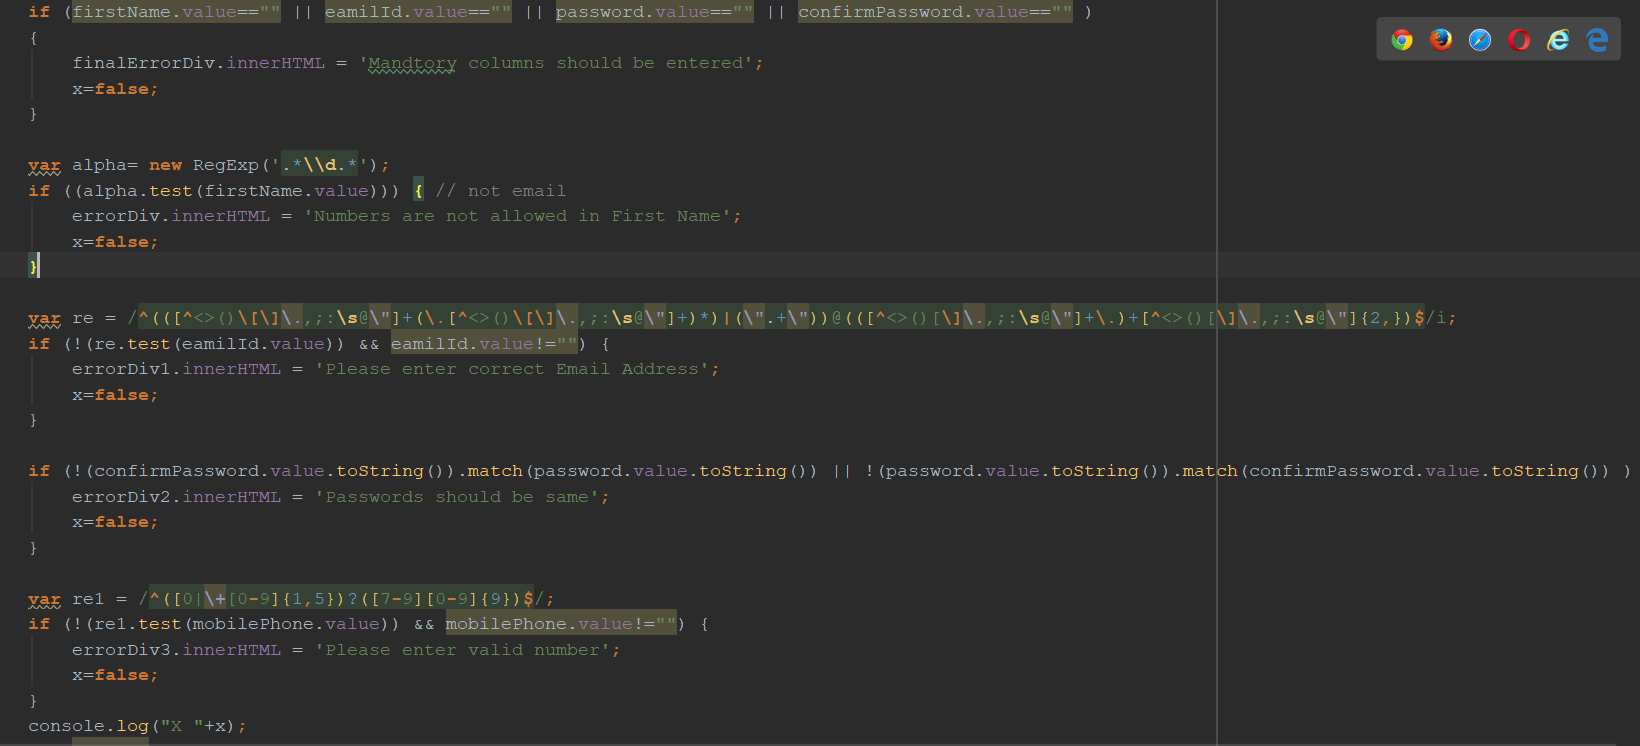 if (firstName.value=="" || eamilId.value=="" || password.value=="" || confirmPassword.value=="" )
{
finalErrorDiv.innerHTML = 'Mandtory columns should be entered';
x=false;
}
var alpha= new RegExp('.*\\d.*');
if ((alpha.test(firstName.value))) { // not email
errorDiv.innerHTML = 'Numbers are not allowed in First Name';
x=false;
}
var re = /^(([^<>()\[\]\.,;:\s@\"]+(\.[^<>()\[\]\.,;:\s@\"]+)*)|(\".+\"))@(([^<>()[\]\.,;:\s@\"]+\.)+[^<>()[\]\.,;:\s@\"]{2,})$/i;
if (!(re.test(eamilId.value)) && eamilId.value!="") {
errorDiv1.innerHTML = 'Please enter correct Email Address';
x=false;
}
if (!(confirmPassword.value.toString()).match(password.value.toString()) || !(password.value.toString()).match(confirmPassword.value.toString()) )
errorDiv2.innerHTML = 'Passwords should be same';
x=false;
}
var re1 = /^([0|\+[0-9]{1,5})?([7-9][0-9]{9})$/;
if (!(re1.test(mobilePhone.value)) && mobilePhone.value!="") {
errorDiv3.innerHTML = 'Please enter valid number';
x=false;
}
console.log("X "+x);